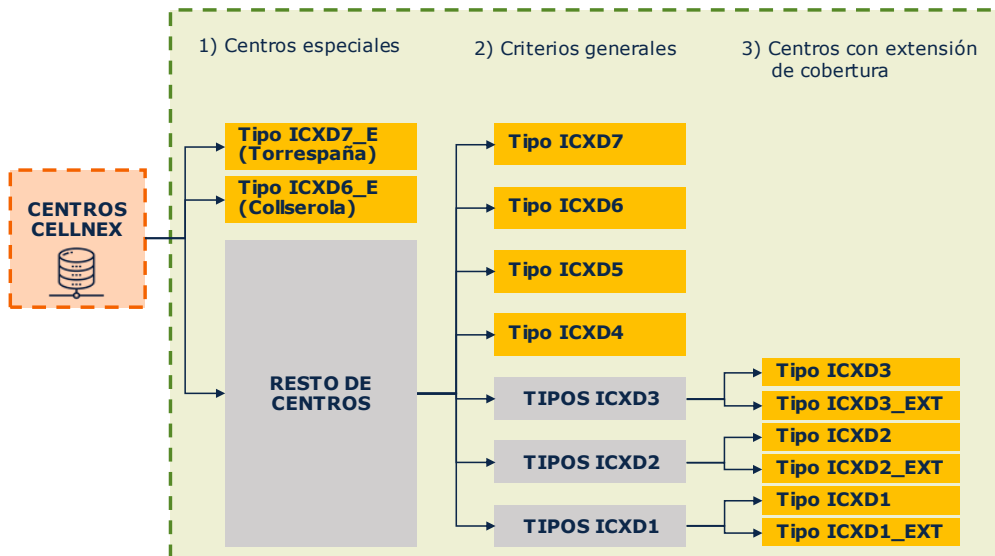 1) Centros especiales
2) Criterios generales
3) Centros con extensión
de cobertura
CENTROS
CELLNEX
Tipo ICXD7_E
(Torrespaña)
Tipo ICXD6_E
(Collserola)
RESTO DE
CENTROS
Tipo ICXD7
Tipo ICXD6
Tipo ICXD5
Tipo ICXD4
TIPOS ICXD3
TIPOS ICXD2
TIPOS ICXD1
Tipo ICXD3
Tipo ICXD3_EXT
Tipo ICXD2
Tipo ICXD2_EXT
Tipo ICXD1
Tipo ICXD1_EXT